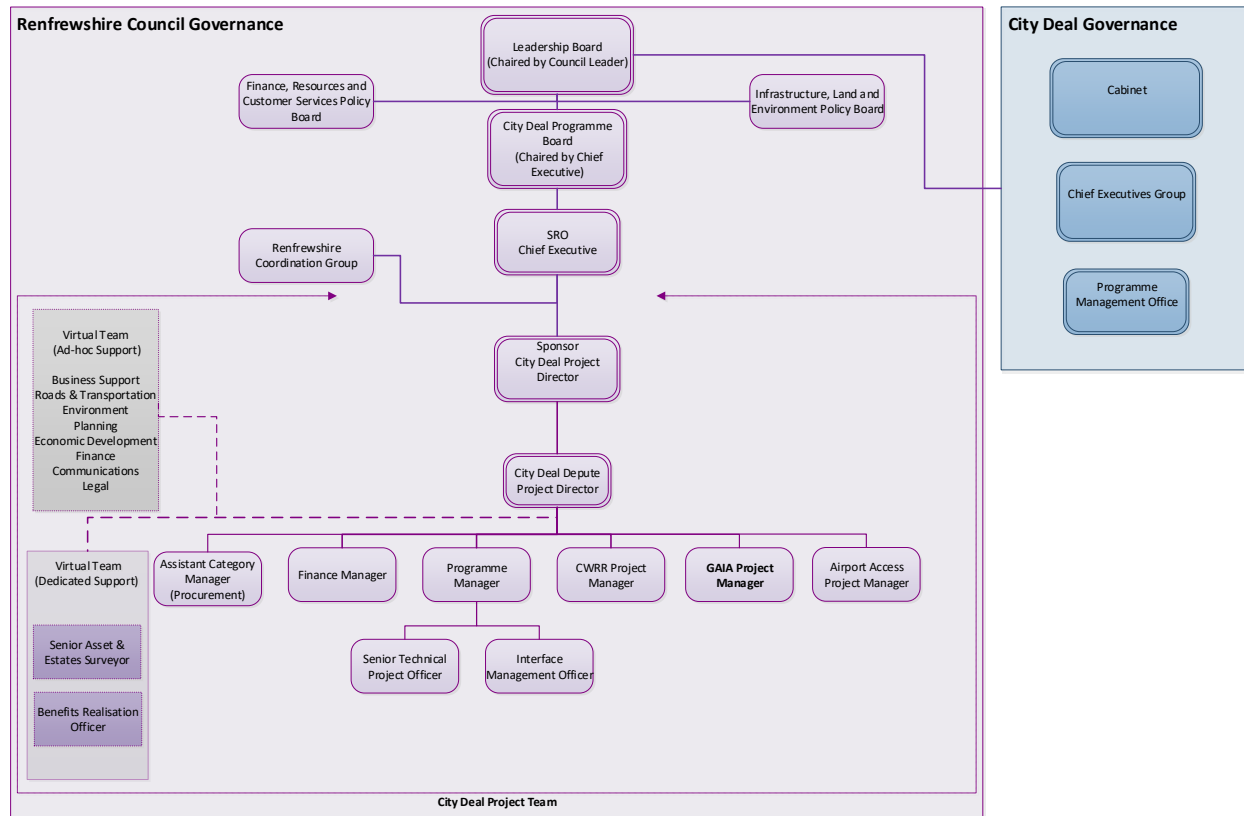 Renfrewshire Council Governance
City Deal Governance
Leadership Board
(Chaired by Council Leader)
Finance, Resources and
Customer Services Policy
Board
Infrastructure, Land and
Environment Policy Board
Cabinet
City Deal Programme
Board
(Chaired by Chief
Executive)
Chief Executives Group
SRO
Chief Executive
Renfrewshire
Coordination Group
Programme
Management Office
Virtual Team
(Ad-hoc Support)
Business Support
Roads & Transportation
Environment
Planning
Economic Development
Finance
Communications
Legal
Sponsor
City Deal Project
Director
City Deal Depute
Project Director
Virtual Team
(Dedicated Support)
Senior Asset &
Estates Surveyor
Benefits Realisation
Officer
Assistant Category
Manager
(Procurement)
Finance Manager
Programme
Manager
CWRR Project
Manager
GAIA Project
Manager
Airport Access
Project Manager
Senior Technical
Project Officer
Interface
Management Officer
City Deal Project Team